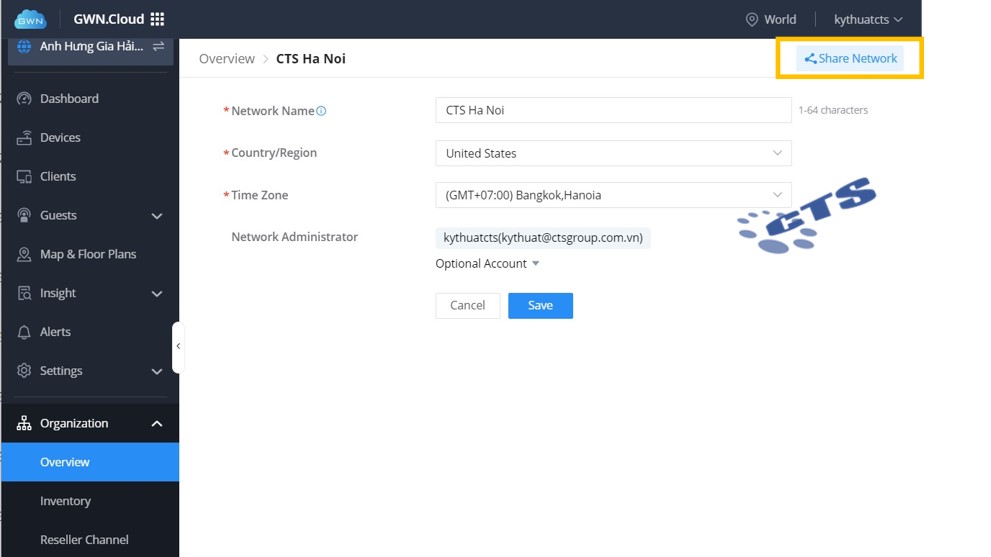 GWN
GWN.Cloud
World
kythuatcts
Anh Hưng Gia Hải...
Overview > CTS Ha Noi
Share Network
Dashboard
Devices
Clients
Guests
Map & Floor Plans
Insight
Alerts
Settings
Organization
Overview
Inventory
Reseller Channel
*Network Name
CTS Ha Noi
1-64 characters
*Country/Region
United States
*Time Zone
(GMT+07:00) Bangkok,Hanoia
Network Administrator
kythuatcts(kythuat@ctsgroup.com.vn)
Optional Account
Cancel
Save
CTS